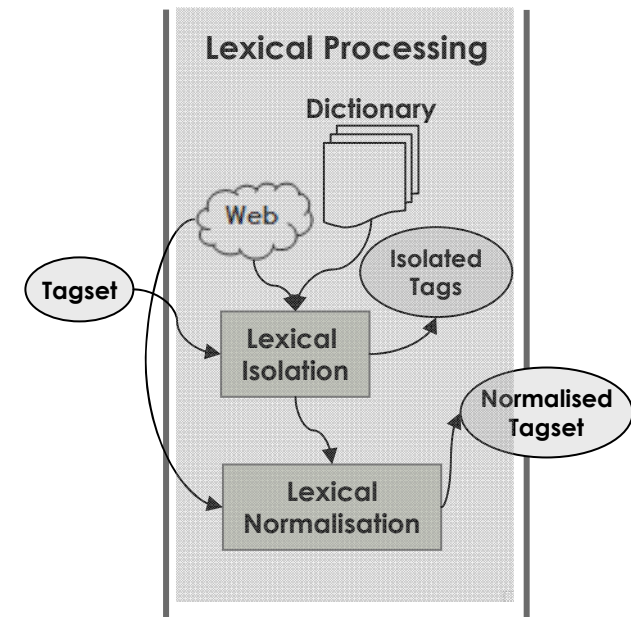 Lexical Processing
Dictionary
Web
Isolated
Tags
Tagset
Lexical
Isolation
Normalised
Tagset
Lexical
Normalisation